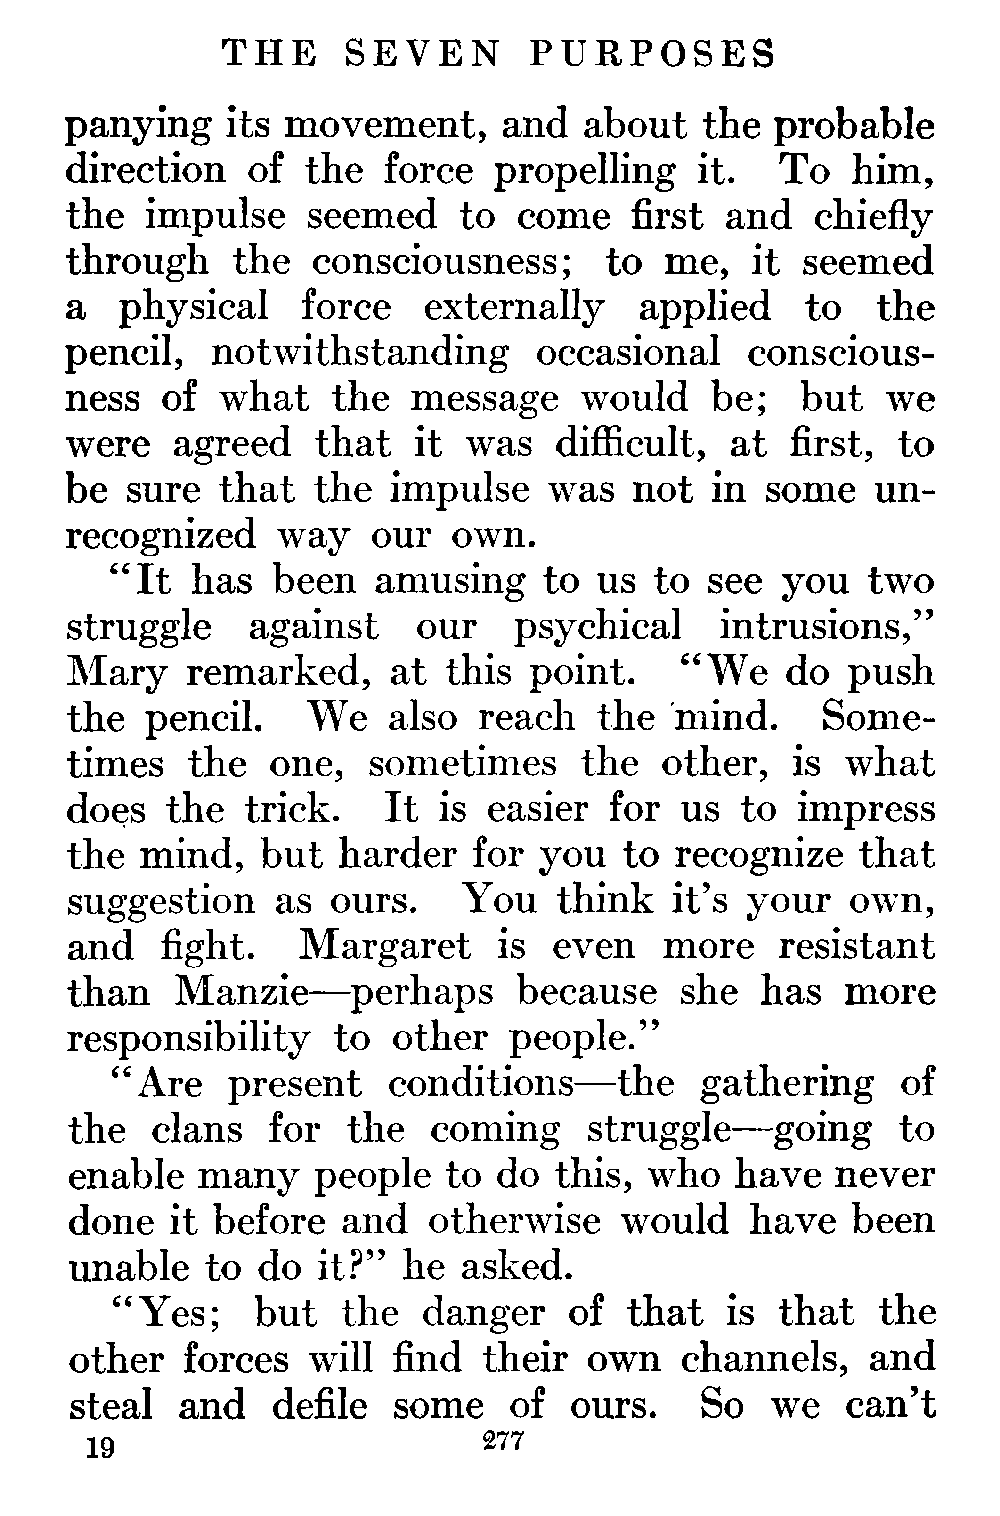 THE SEVEN PURPOSES
panying its movement, and about the probable
direction of the force propelling it. To him,
the impulse seemed to come first and chiefly
through the consciousness; to me, it seemed
a physical force externally applied to the
pencil, notwithstanding occasional conscious-
ness of what the message would be; but we
were agreed that it was difficult, at first, to
be sure that the impulse was not in some un-
recognized way our own.
“It has been amusing to us to see you two
struggle against our psychical intrusions,”
Mary remarked, at this point. “We do push
the pencil. We also reach the mind. Some-
times the one, sometimes the other, is what
does the trick. It is easier for us to impress
the mind, but harder for you to recognize that
suggestion as ours. You think it’s your own,
and fight. Margaret is even more resistant
than Manzie—perhaps because she has more
responsibility to other people.”
“Are present conditions—the gathering of
the clans for the coming struggle—going to
enable many people to do this, who have never
done it before and otherwise would have been
unable to do it?” he asked.
“Yes; but the danger of that is that the
other forces will find their own channels, and
steal and defile some of ours. So we can’t
19 277